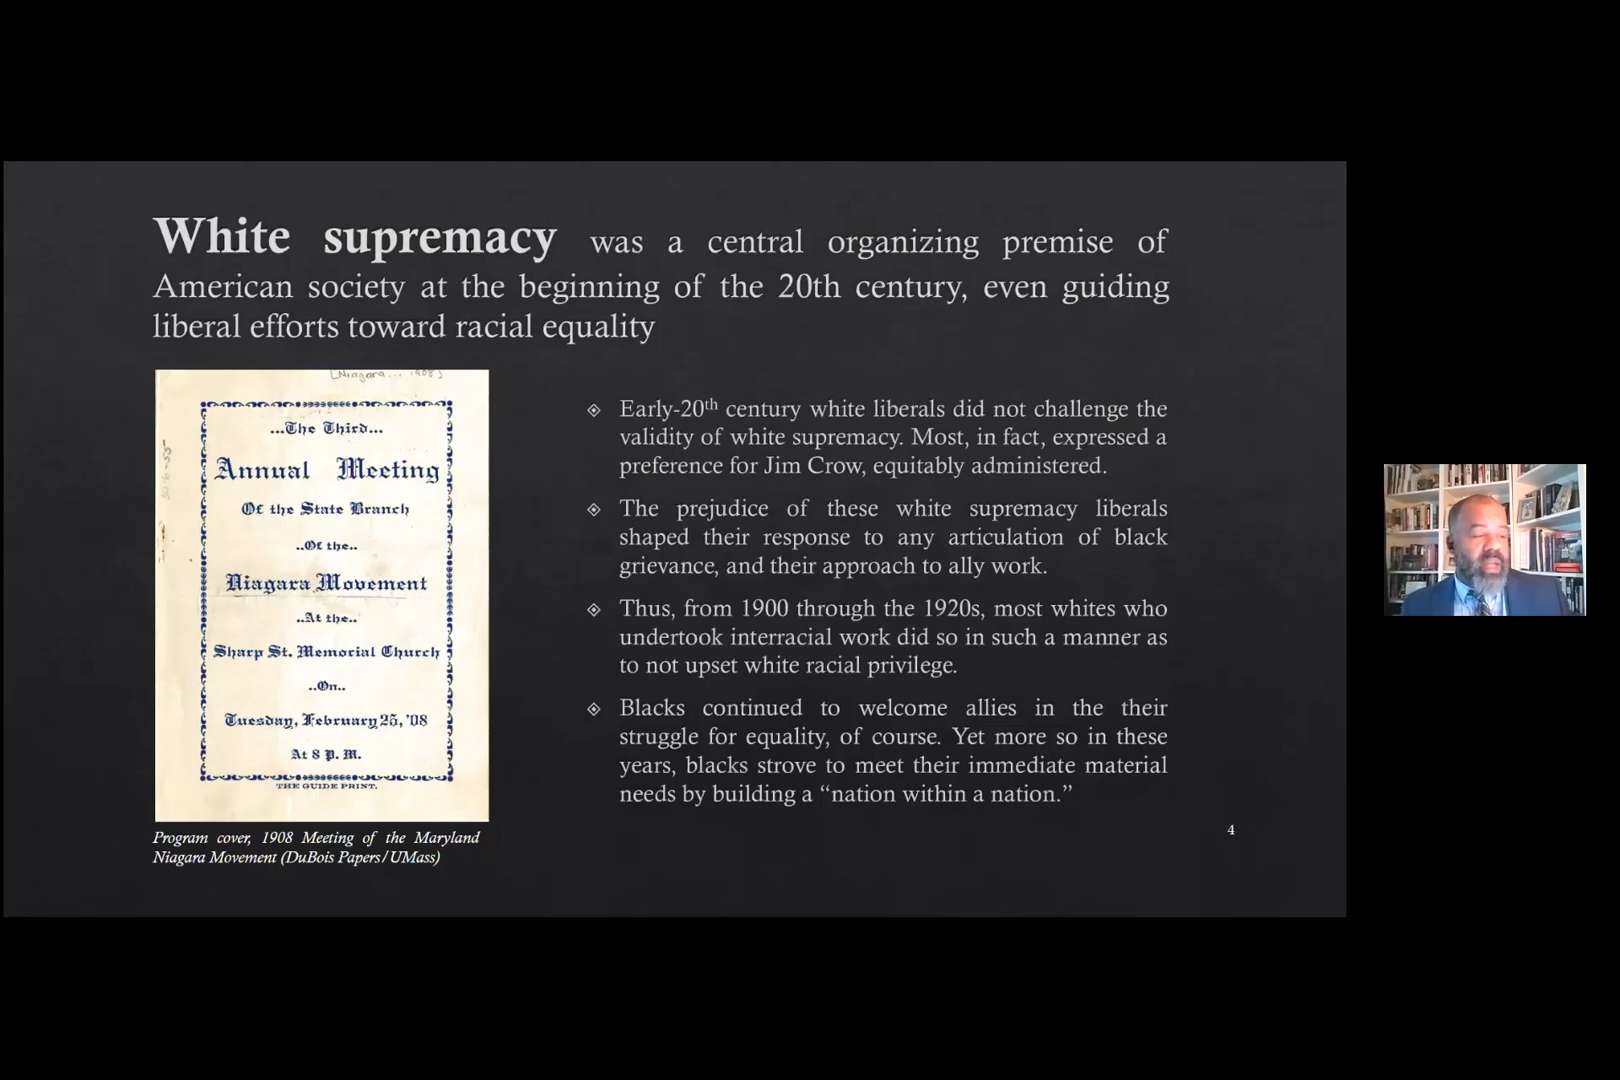 White supremacy was a central organizing premise of
American society at the beginning of the 20th century, even guiding
liberal efforts toward racial equality
[Niagara... 1908]
...The Third...
Annual Meeting
Of the State Branch
..Of the..
Niagara Movement
..At the..
Sharp St. Memorial Church
..On..
Tuesday, February 25, '08
At 8 P. M.
THE GUIDE PRINT.
Program cover, 1908 Meeting of the Maryland
Niagara Movement (DuBois Papers/UMass)
Early-20th century white liberals did not challenge the
validity of white supremacy. Most, in fact, expressed a
preference for Jim Crow, equitably administered.
The prejudice of these white supremacy liberals
shaped their response to any articulation of black
grievance, and their approach to ally work.
Thus, from 1900 through the 1920s, most whites who
undertook interracial work did so in such a manner as
to not upset white racial privilege.
Blacks continued to welcome allies in the their
struggle for equality, of course. Yet more so in these
years, blacks strove to meet their immediate material
needs by building a “nation within a nation.”
4